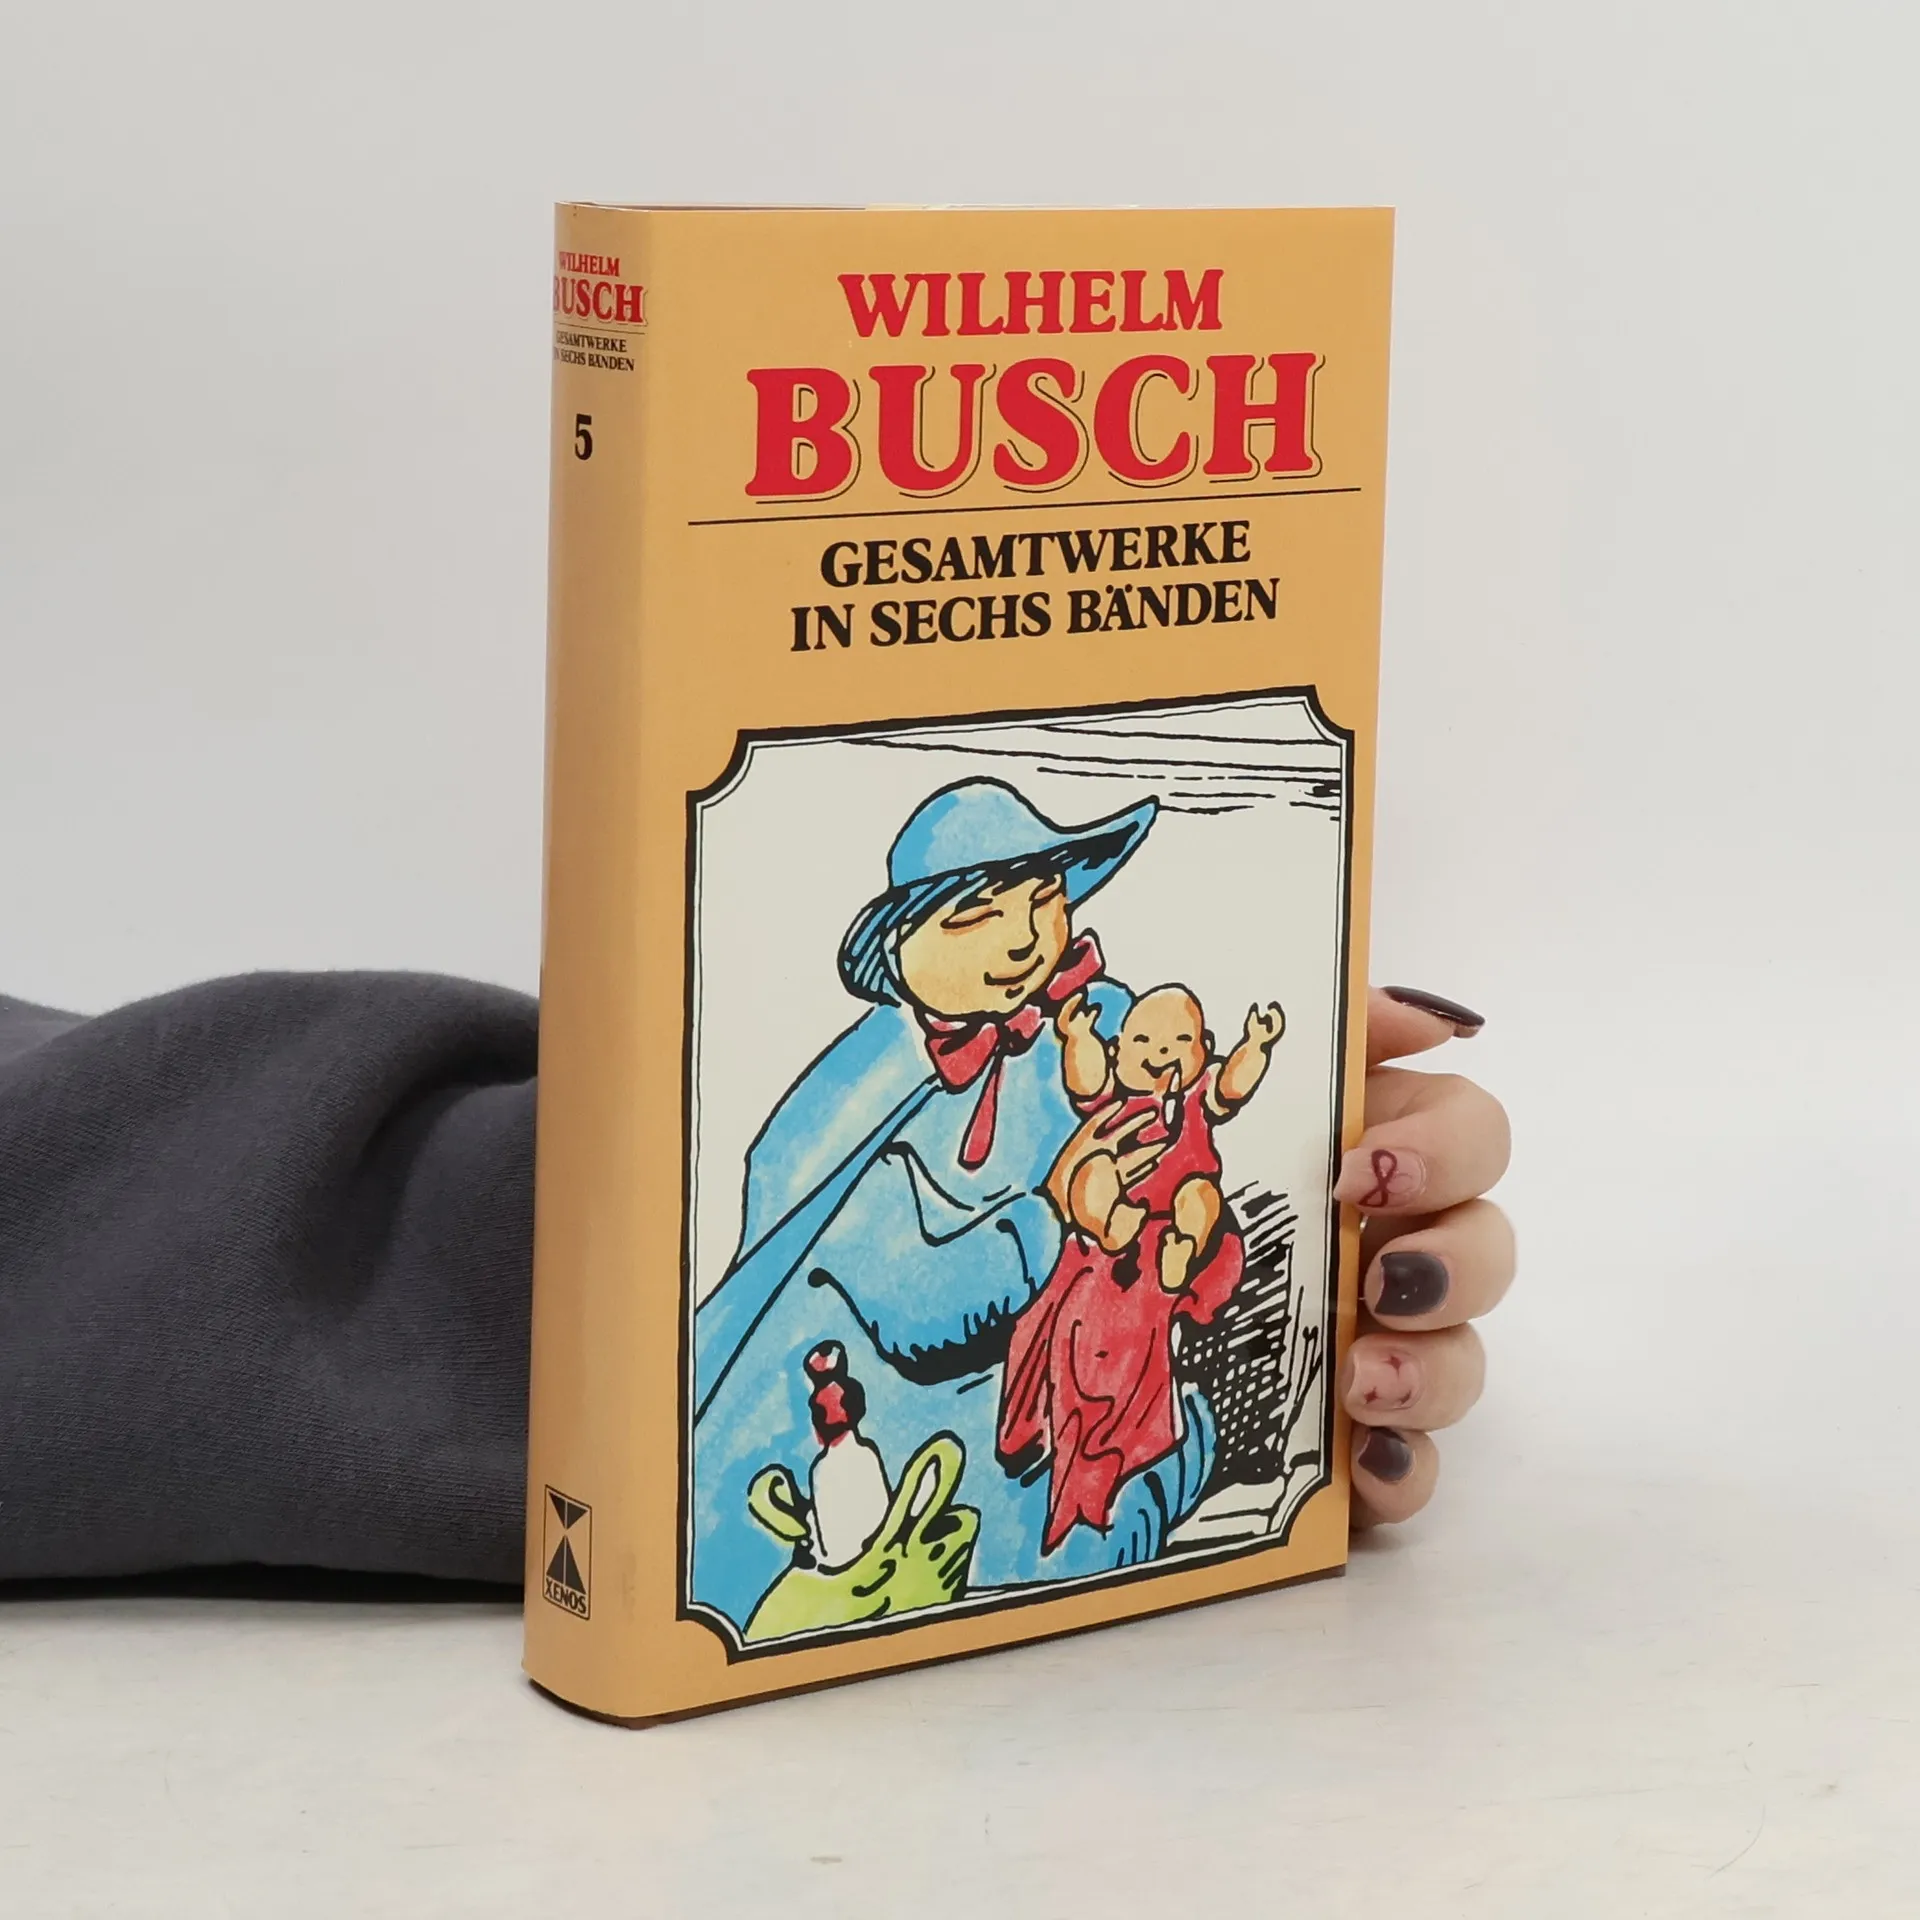 WILHELM
BUSCH
GESAMTWERKE
IN SECHS BÄNDEN
5
XENOS
WILHELM
BUSCH
GESAMTWERKE
IN SECHS BÄNDEN